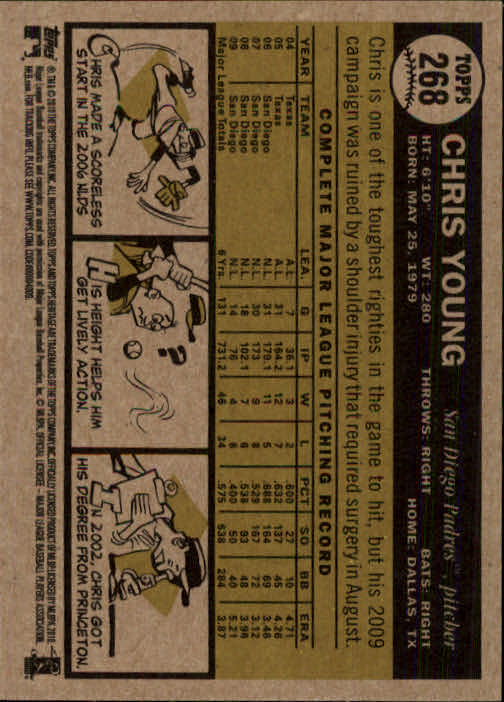 TOPPS
268
CHRIS YOUNG
San Diego Padres™, pitcher
HT: 6'10" WT: 280 THROWS: RIGHT BATS: RIGHT
BORN: MAY 25, 1979 HOME: DALLAS, TX
Chris is one of the toughest righties in the game to hit, but his 2009
campaign was ruined by a shoulder injury that required surgery in August.
COMPLETE MAJOR LEAGUE PITCHING RECORD
YEAR TEAM LEA. G IP W L PCT SO BB ERA
04 Texas A.L. 7 36.1 3 2 .600 27 10 4.71
05 Texas A.L. 31 164.2 12 7 .632 137 45 4.26
06 San Diego N.L. 31 179.1 11 5 .688 164 69 3.46
07 San Diego N.L. 30 173 9 8 .529 167 72 3.12
08 San Diego N.L. 18 102.1 7 6 .538 93 48 3.96
09 San Diego N.L. 14 76 4 6 .400 50 40 5.21
Major League Totals 6 Yrs. 131 731.2 46 34 .575 638 284 3.87
CHRIS MADE A SCORELESS
START IN THE 2006 NLDS
HIS HEIGHT HELPS HIM
GET LIVELY ACTION.
?
IN 2002, CHRIS GOT
HIS DEGREE FROM PRINCETON.
Topps